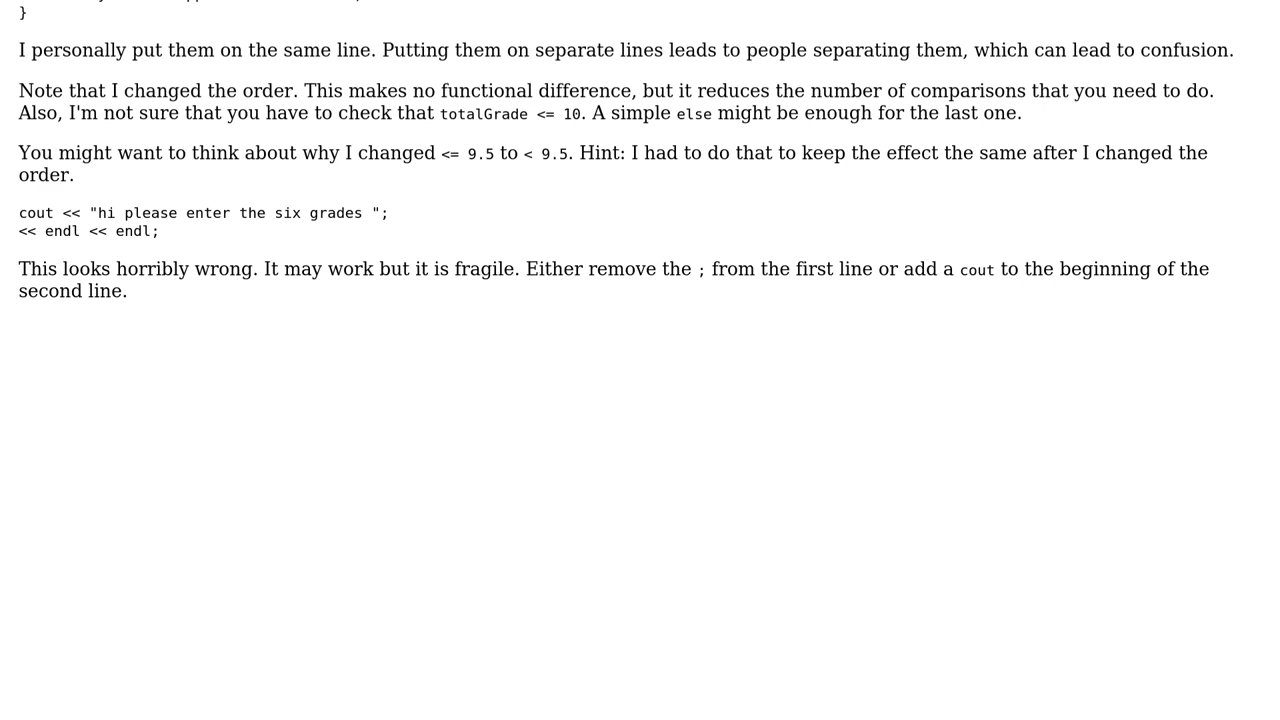 }
I personally put them on the same line. Putting them on separate lines leads to people separating them, which can lead to confusion.
Note that I changed the order. This makes no functional difference, but it reduces the number of comparisons that you need to do.
Also, I'm not sure that you have to check that totalGrade <= 10. A simple else might be enough for the last one.
You might want to think about why I changed <= 9.5 to < 9.5. Hint: I had to do that to keep the effect the same after I changed the
order.
cout << "hi please enter the six grades ";
<< endl << endl;
This looks horribly wrong. It may work but it is fragile. Either remove the ; from the first line or add a cout to the beginning of the
second line.